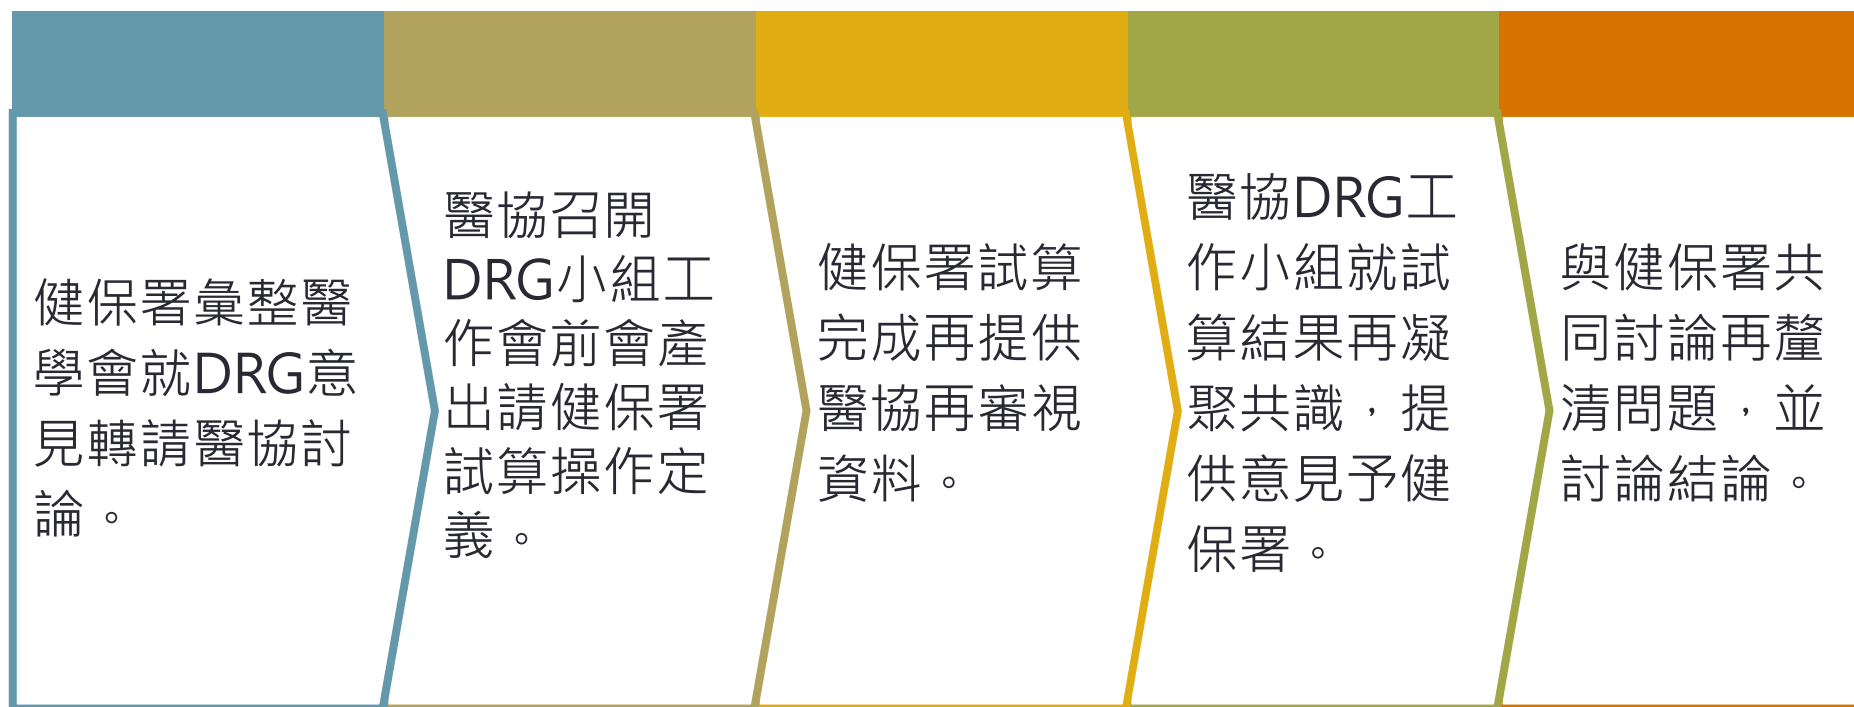 健保署彙整醫
學會就DRG意
見轉請醫協討
論。
醫協召開
DRG小組工
作會前會產
出請健保署
試算操作定
義。
健保署試算
完成再提供
醫協再審視
資料。
醫協DRG工
作小組就試
算結果再凝
聚共識，提
供意見予健
保署。
與健保署共
同討論再釐
清問題，並
討論結論。